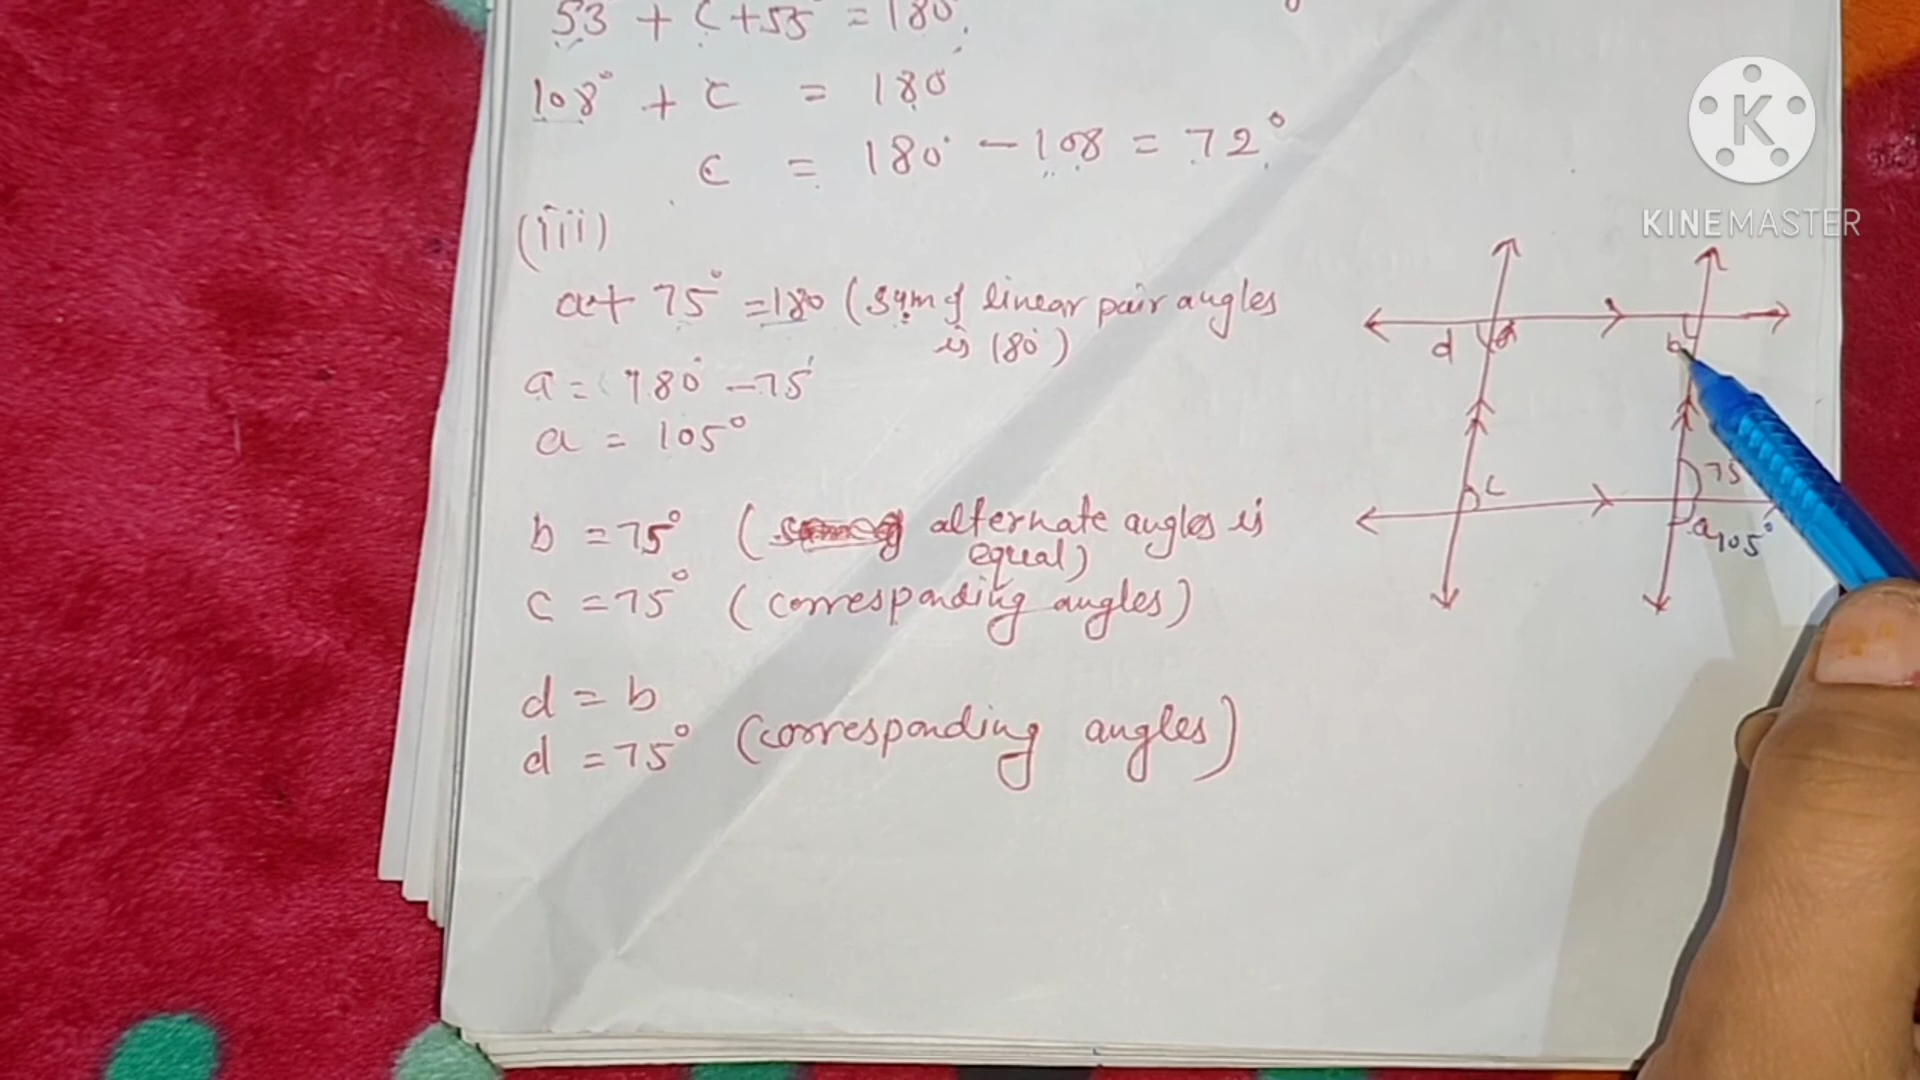 53 + C + 55 = 180
108° + C = 180
C = 180° - 108 = 72°
(iii)
a + 75° = 180 (sum of linear pair angles
is 180°)
a = 180° - 75°
a = 105°
b = 75° ( alternate angles is
equal)
c = 75° (corresponding angles)
d = b
d = 75° (corresponding angles)
K
KINEMASTER
d
b
c
75
a 105°